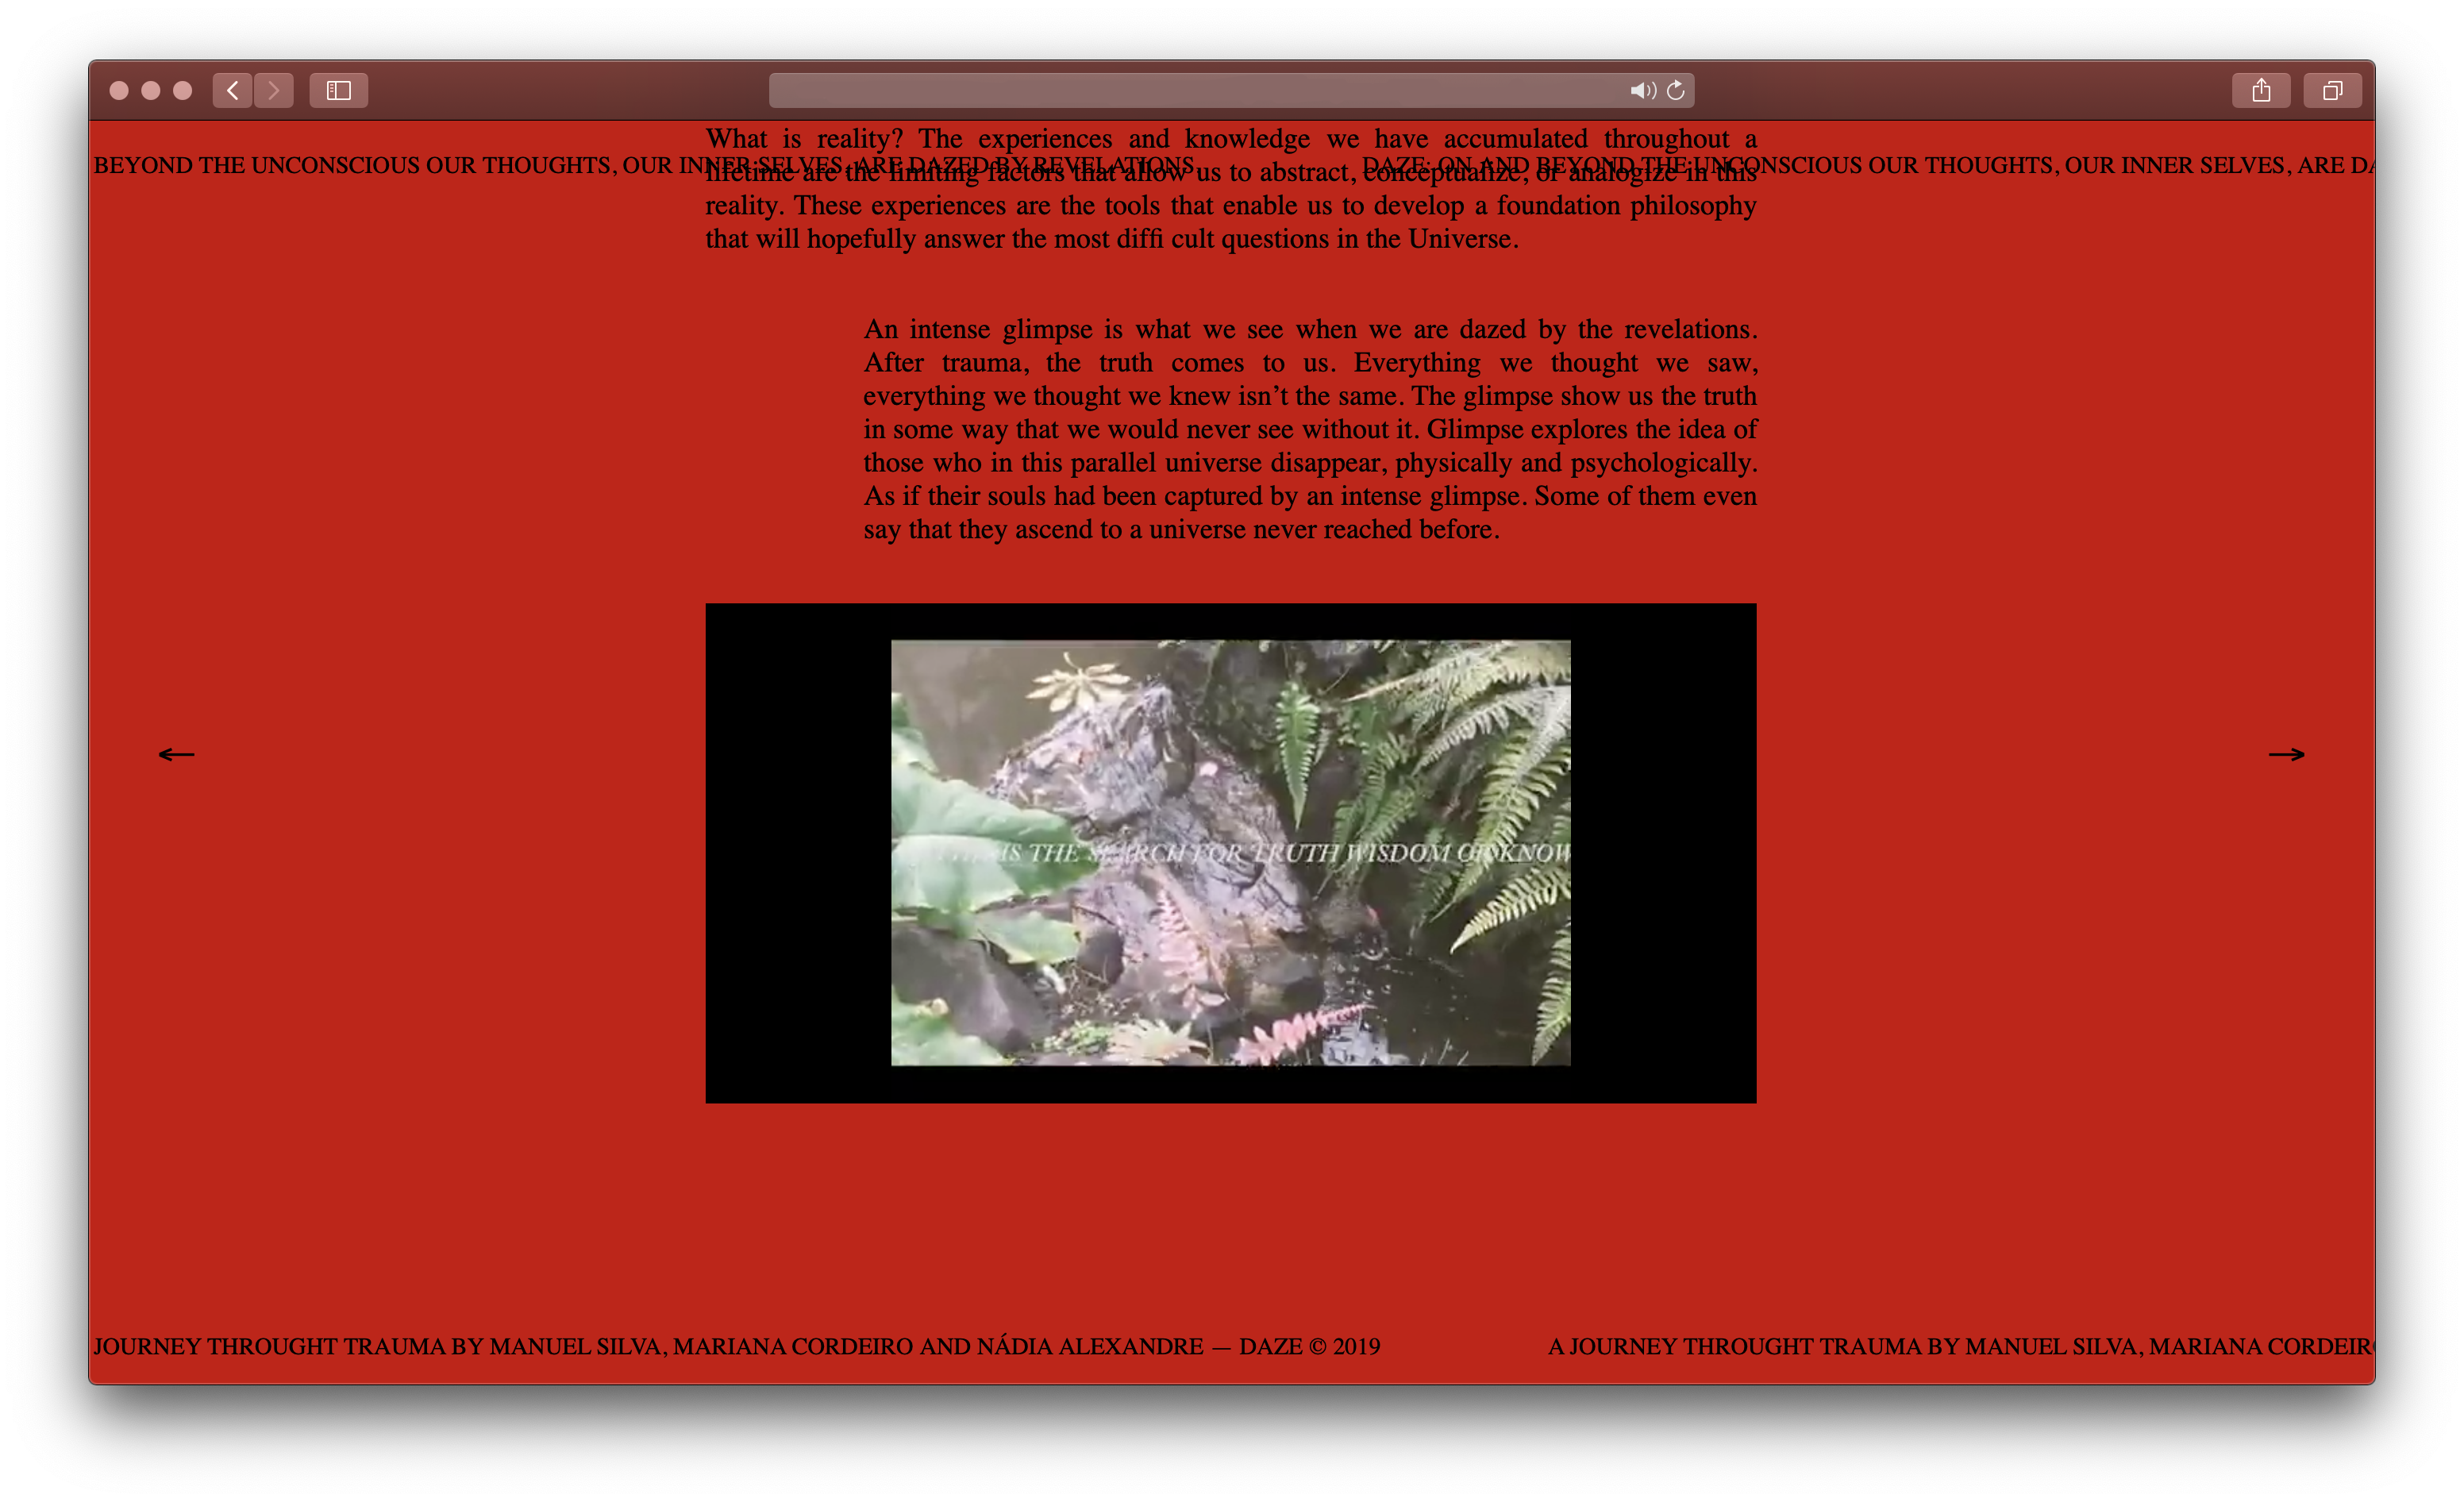 What is reality? The experiences and knowledge we have accumulated throughout a
BEYOND THE UNCONSCIOUS OUR THOUGHTS, OUR INNER SELVES, ARE DAZED BY REVELATIONS. DAZE: ON AND BEYOND THE UNCONSCIOUS OUR THOUGHTS, OUR INNER SELVES, ARE DA
lifetime are the limiting factors that allow us to abstract, conceptualize, or analogize in this
reality. These experiences are the tools that enable us to develop a foundation philosophy
that will hopefully answer the most diffi cult questions in the Universe.
An intense glimpse is what we see when we are dazed by the revelations.
After trauma, the truth comes to us. Everything we thought we saw,
everything we thought we knew isn’t the same. The glimpse show us the truth
in some way that we would never see without it. Glimpse explores the idea of
those who in this parallel universe disappear, physically and psychologically.
As if their souls had been captured by an intense glimpse. Some of them even
say that they ascend to a universe never reached before.
IS THE SEARCH FOR TRUTH WISDOM OR KNOW
JOURNEY THROUGHT TRAUMA BY MANUEL SILVA, MARIANA CORDEIRO AND NÁDIA ALEXANDRE — DAZE © 2019 A JOURNEY THROUGHT TRAUMA BY MANUEL SILVA, MARIANA CORDEIRO